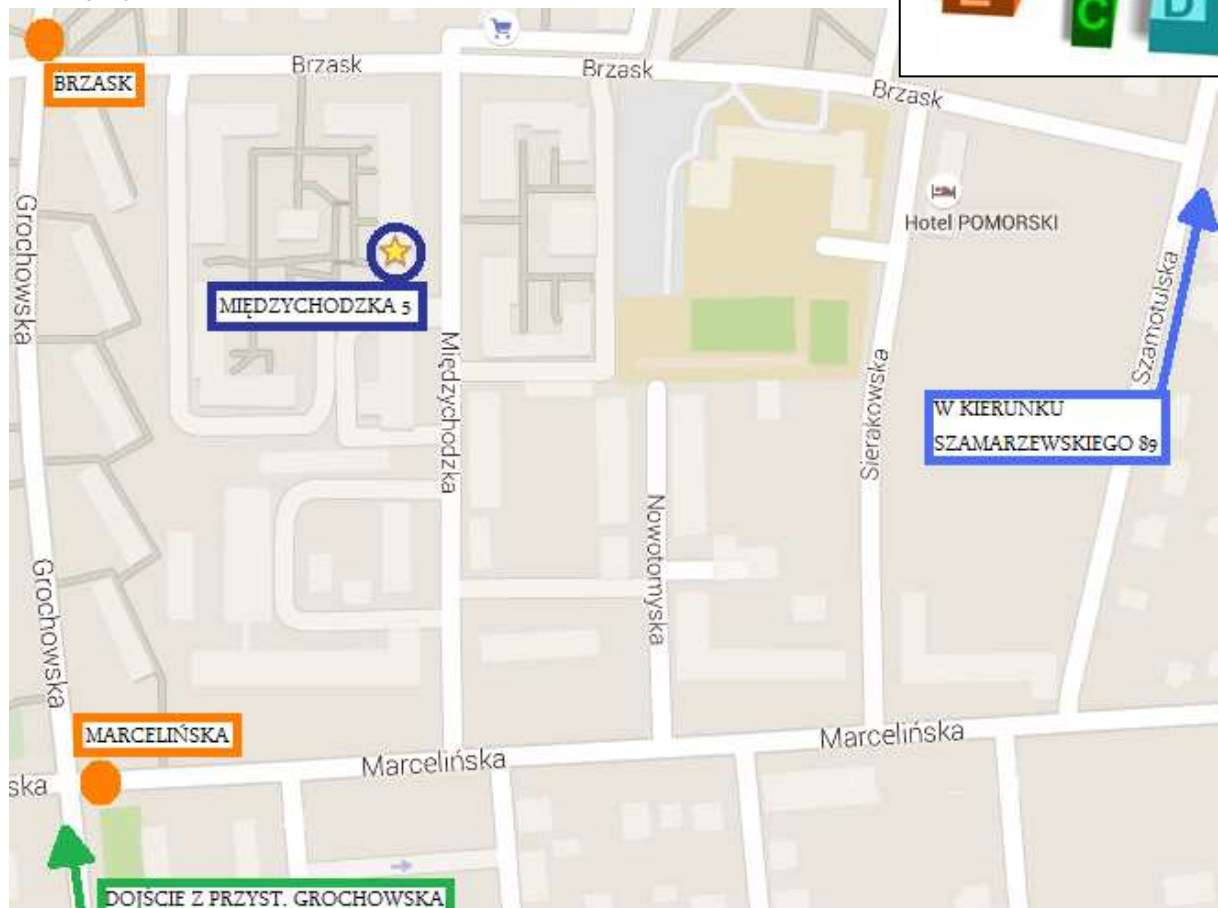 E
C
D
BRZASK
Brzask
Brzask
Brzask
Grochowska
MIĘDZYCHODZKA 5
Międzychodzka
Hotel POMORSKI
Szamotulska
Sierakowska
W KIERUNKU
SZAMARZEWSKIEGO 89
Nowotomyska
Grochowska
MARCELIŃSKA
Marcelińska
Marcelińska
ska
DOJŚCIE Z PRZYST. GROCHOWSKA